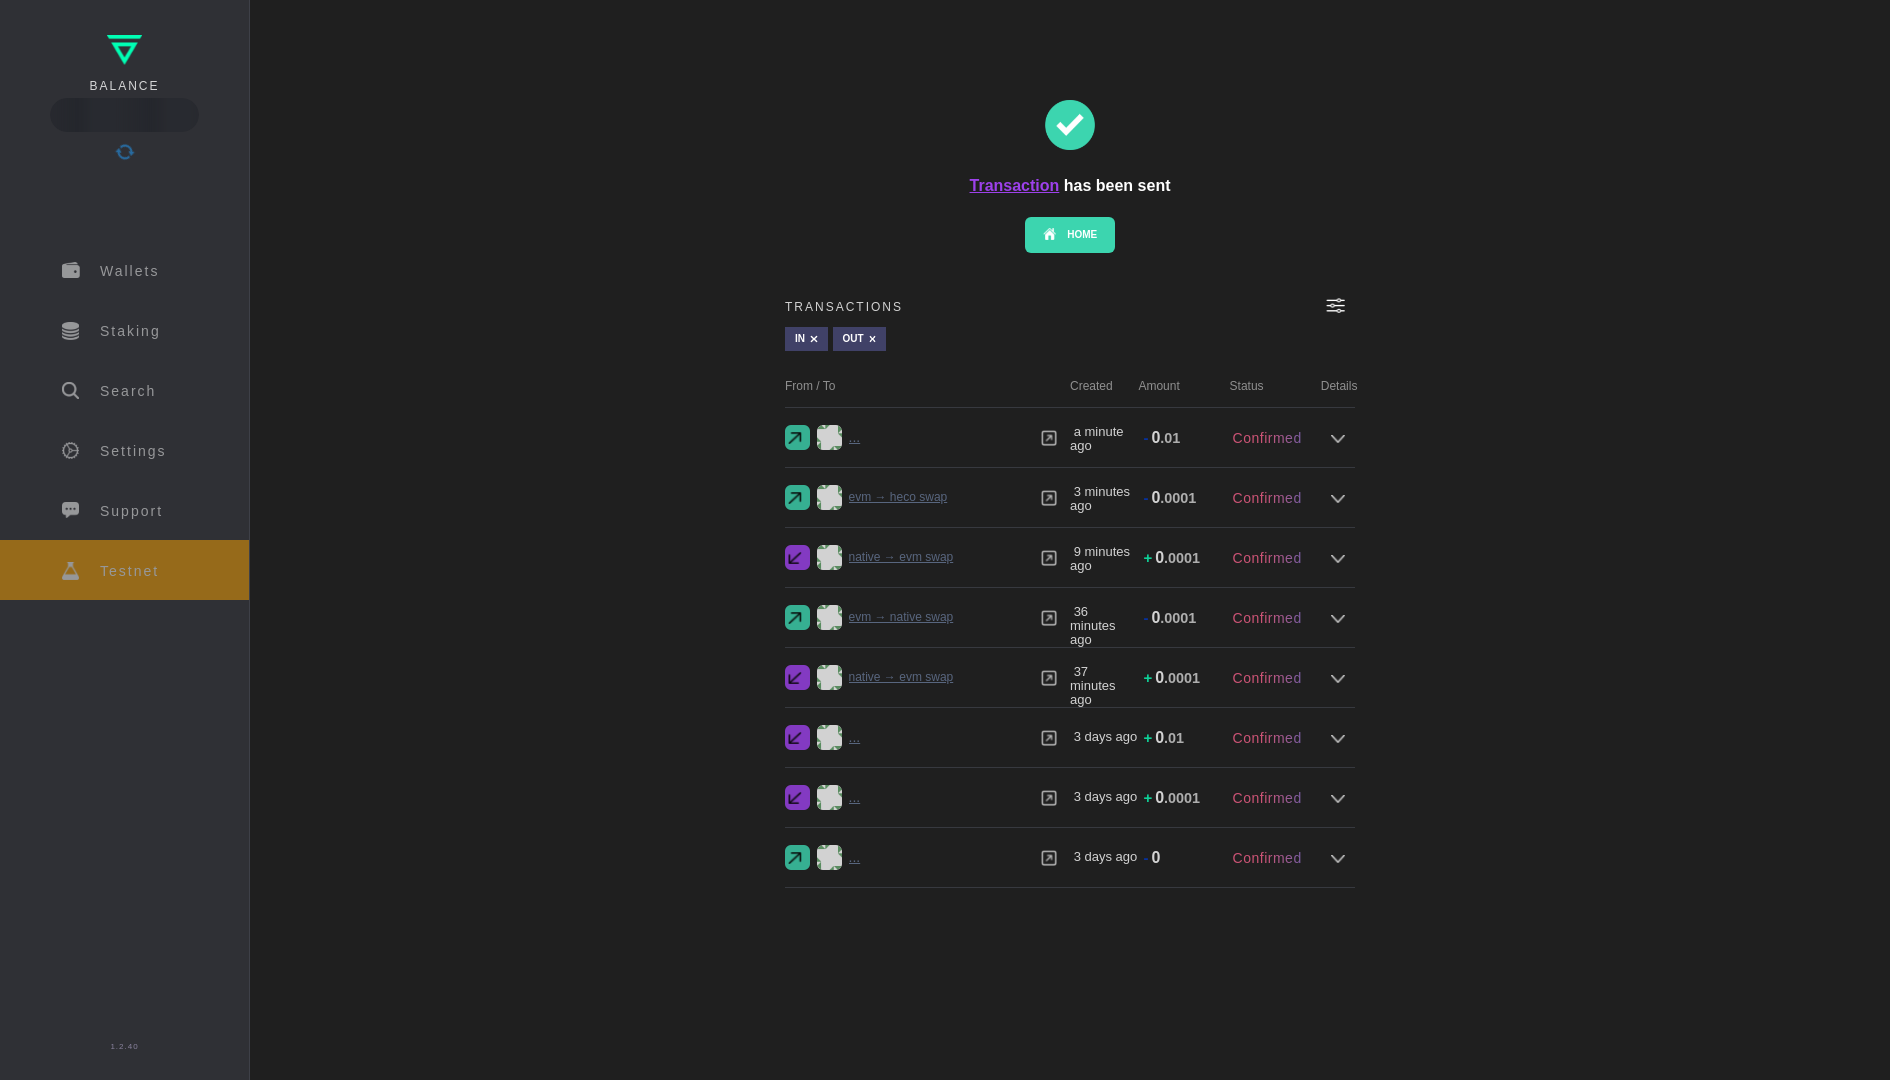 BALANCE
Wallets
Staking
Search
Settings
Support
Testnet
1.2.40
Transaction has been sent
HOME
TRANSACTIONS
IN × OUT ×
From / To Created Amount Status Details
... a minute ago - 0.01 Confirmed
evm → heco swap 3 minutes ago - 0.0001 Confirmed
native → evm swap 9 minutes ago + 0.0001 Confirmed
evm → native swap 36 minutes ago - 0.0001 Confirmed
native → evm swap 37 minutes ago + 0.0001 Confirmed
... 3 days ago + 0.01 Confirmed
... 3 days ago + 0.0001 Confirmed
... 3 days ago - 0 Confirmed